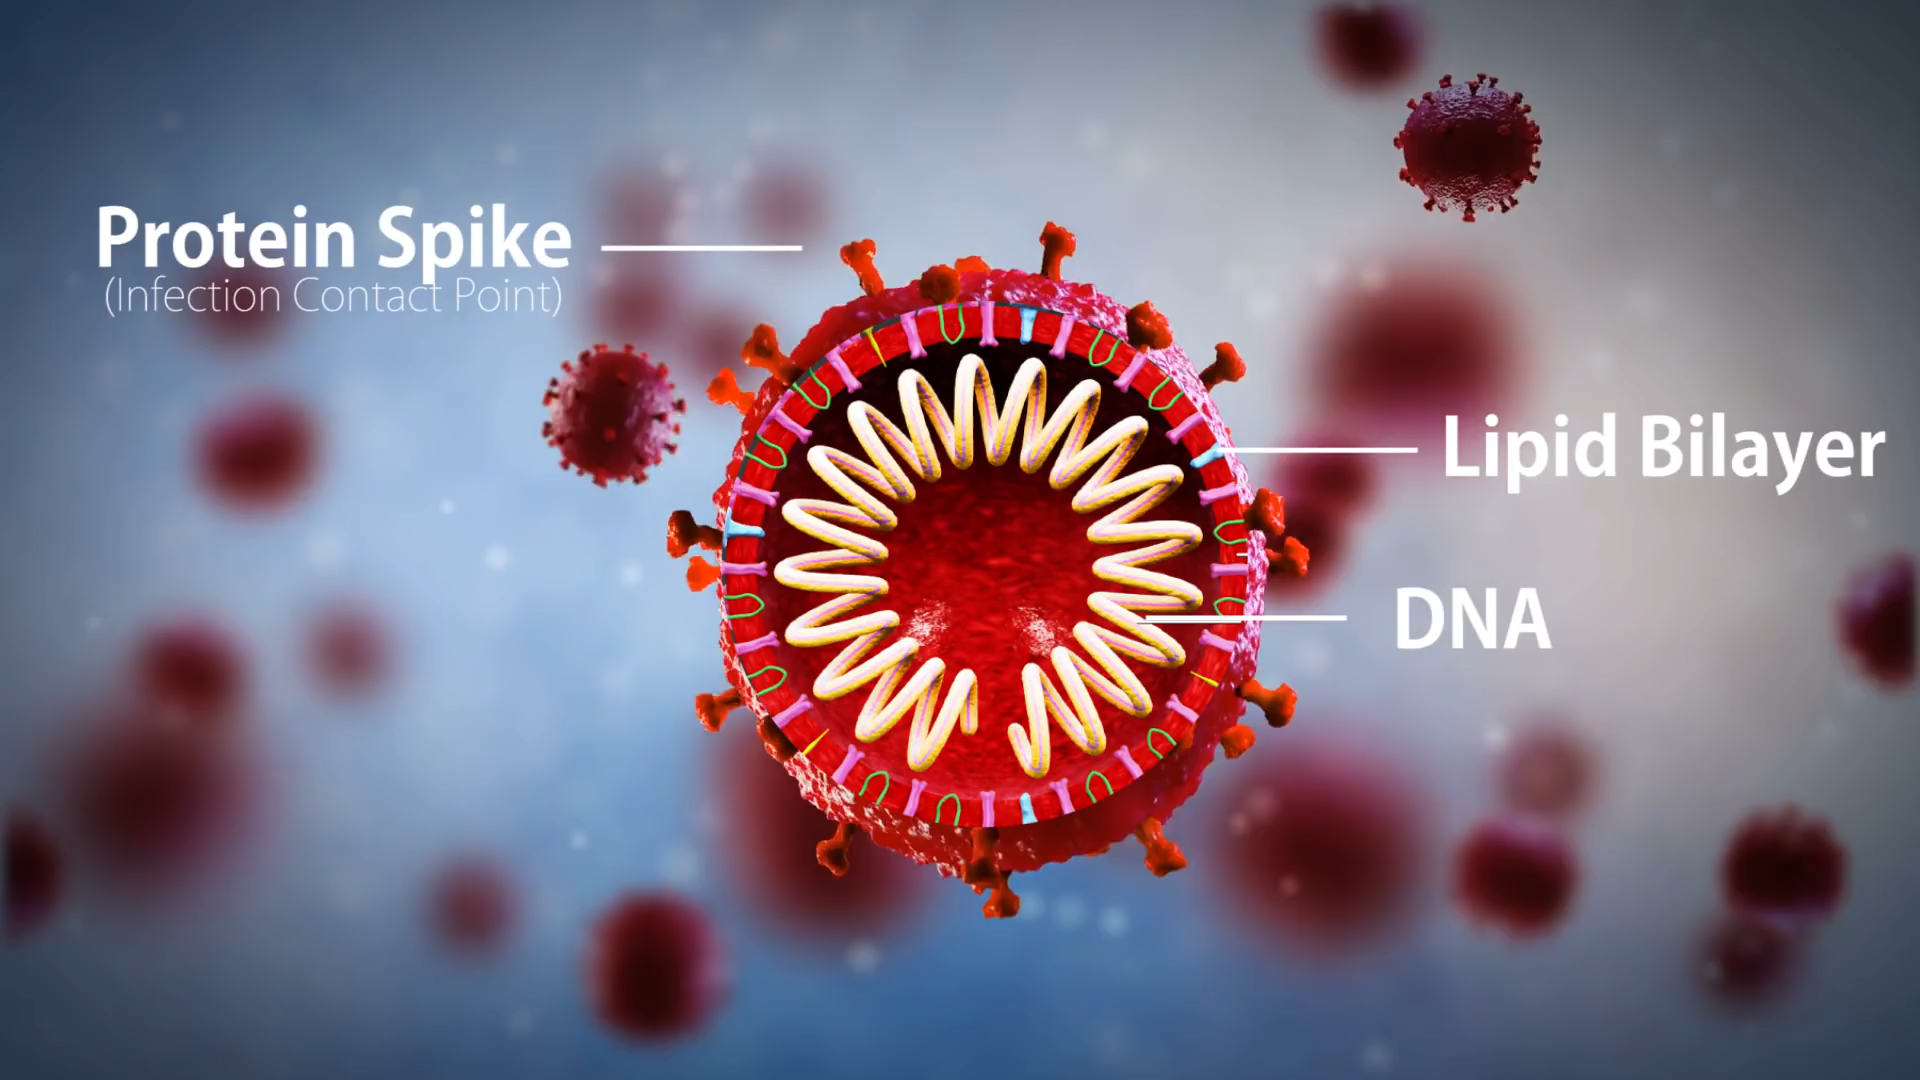 Protein Spike
(Infection Contact Point)
Lipid Bilayer
DNA